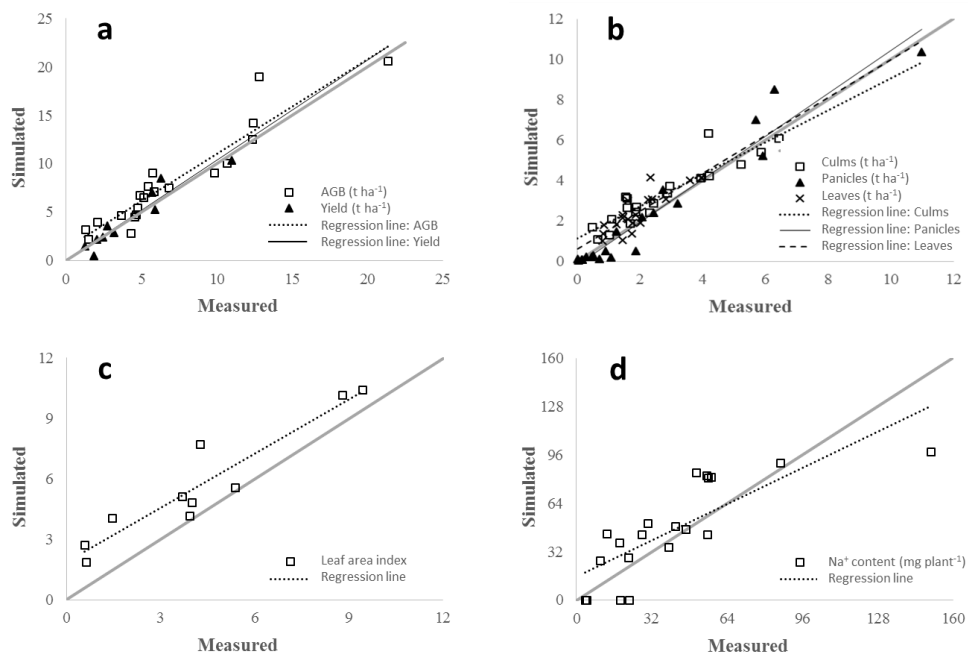 a
25
20
15
10
5
0
Simulated
AGB (t ha⁻¹)
Yield (t ha⁻¹)
Regression line: AGB
Regression line: Yield
0 5 10 15 20 25
Measured
b
12
10
8
6
4
2
0
Simulated
Culms (t ha⁻¹)
Panicles (t ha⁻¹)
Leaves (t ha⁻¹)
Regression line: Culms
Regression line: Panicles
Regression line: Leaves
0 2 4 6 8 10 12
Measured
c
12
9
6
3
0
Simulated
Leaf area index
Regression line
0 3 6 9 12
Measured
d
160
128
96
64
32
0
Simulated
Na⁺ content (mg plant⁻¹)
Regression line
0 32 64 96 128 160
Measured